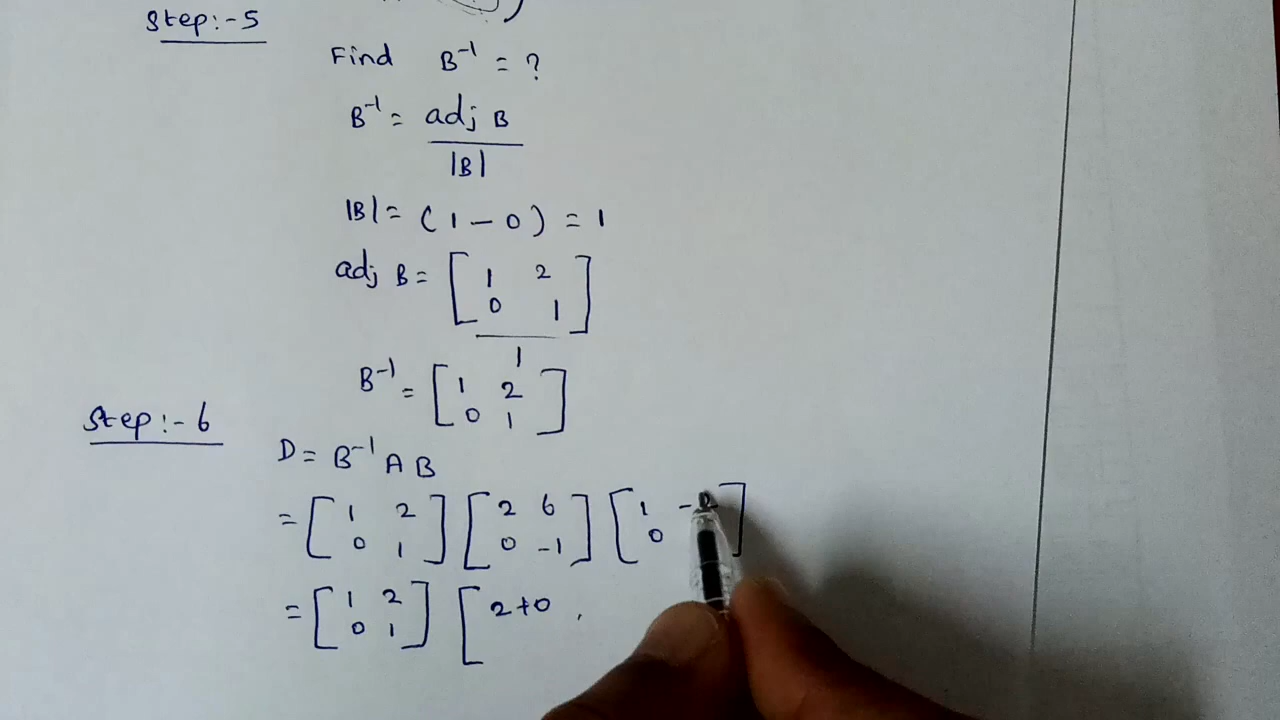 Step:-5
Find B⁻¹ = ?
B⁻¹ = adj B
|B|
|B| = (1 - 0) = 1
adj B = [1 2
0 1]
1
B⁻¹ = [1 2
0 1]
Step:-6
D = B⁻¹ A B
= [1 2 ] [2 6 ] [1 -2 ]
0 1 0 -1 0
= [1 2 ] [2+0
0 1